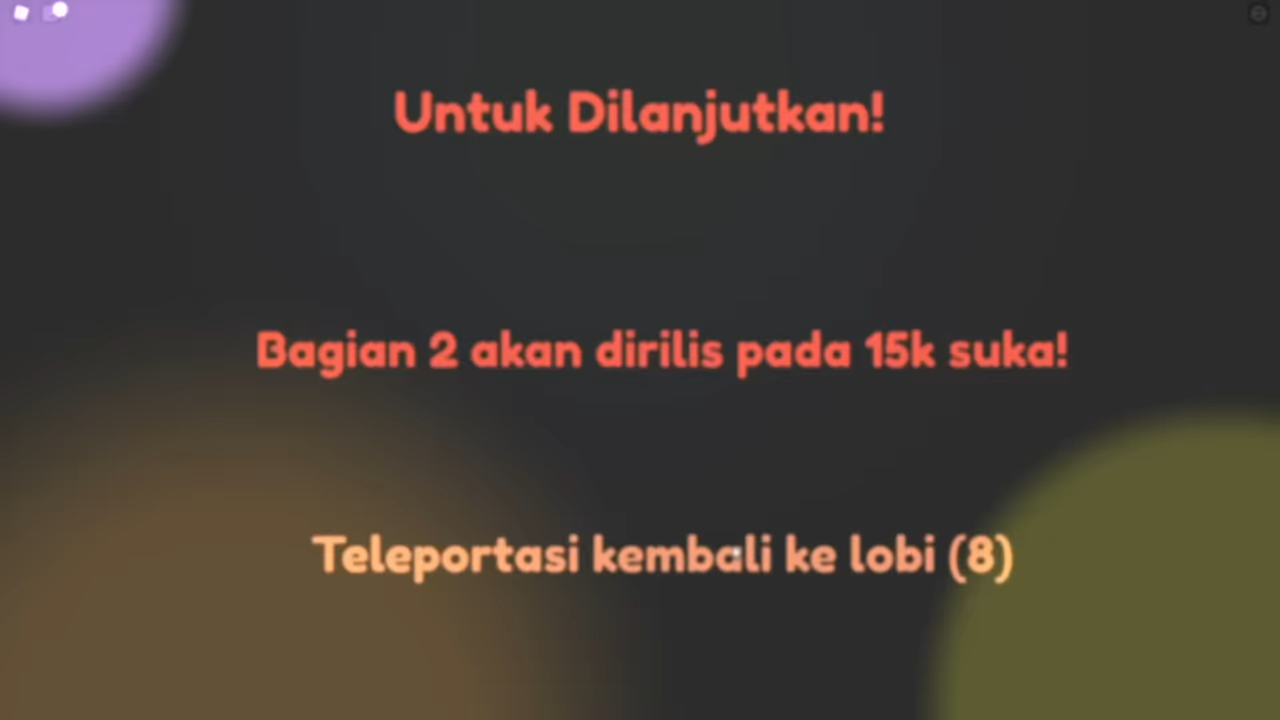 Untuk Dilanjutkan!
Bagian 2 akan dirilis pada 15k suka!
Teleportasi kembali ke lobi (8)